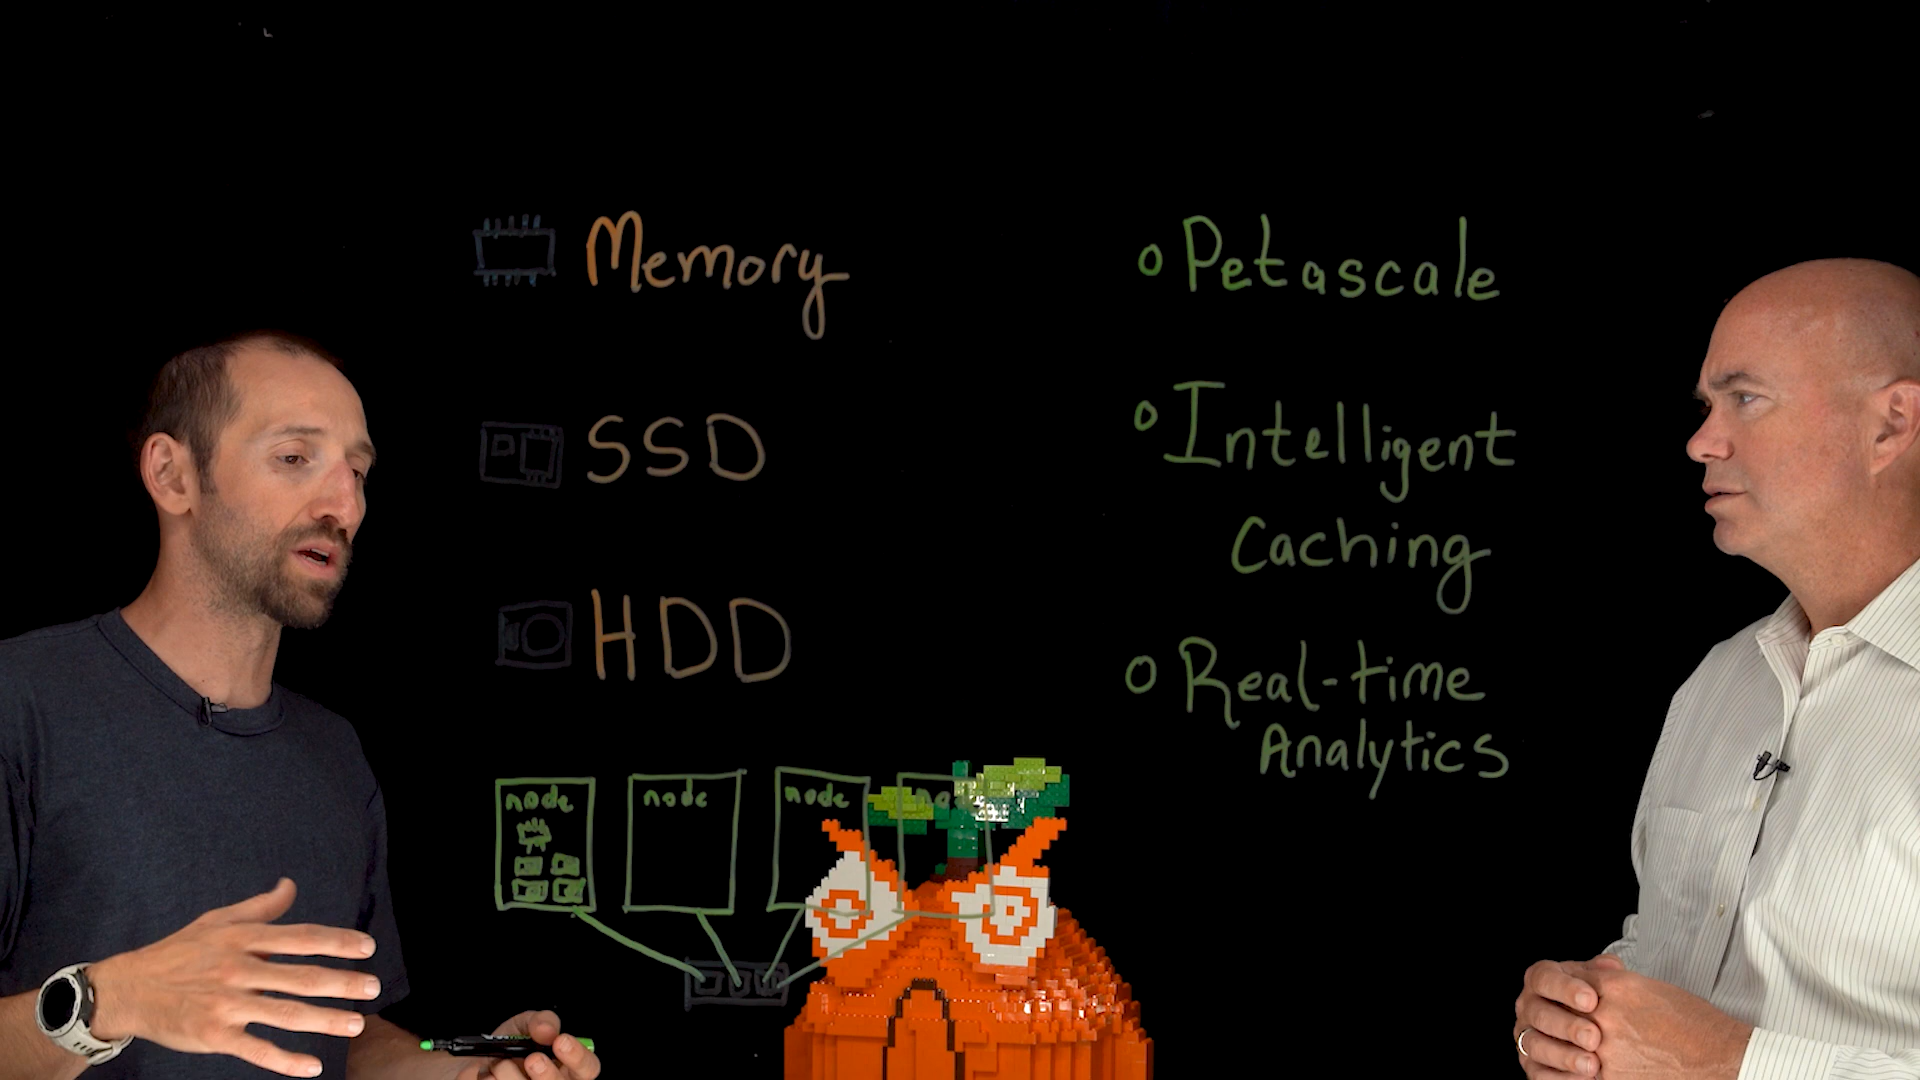 Memory
SSD
HDD
o Petascale
o Intelligent
Caching
o Real-time
Analytics
node
node
node